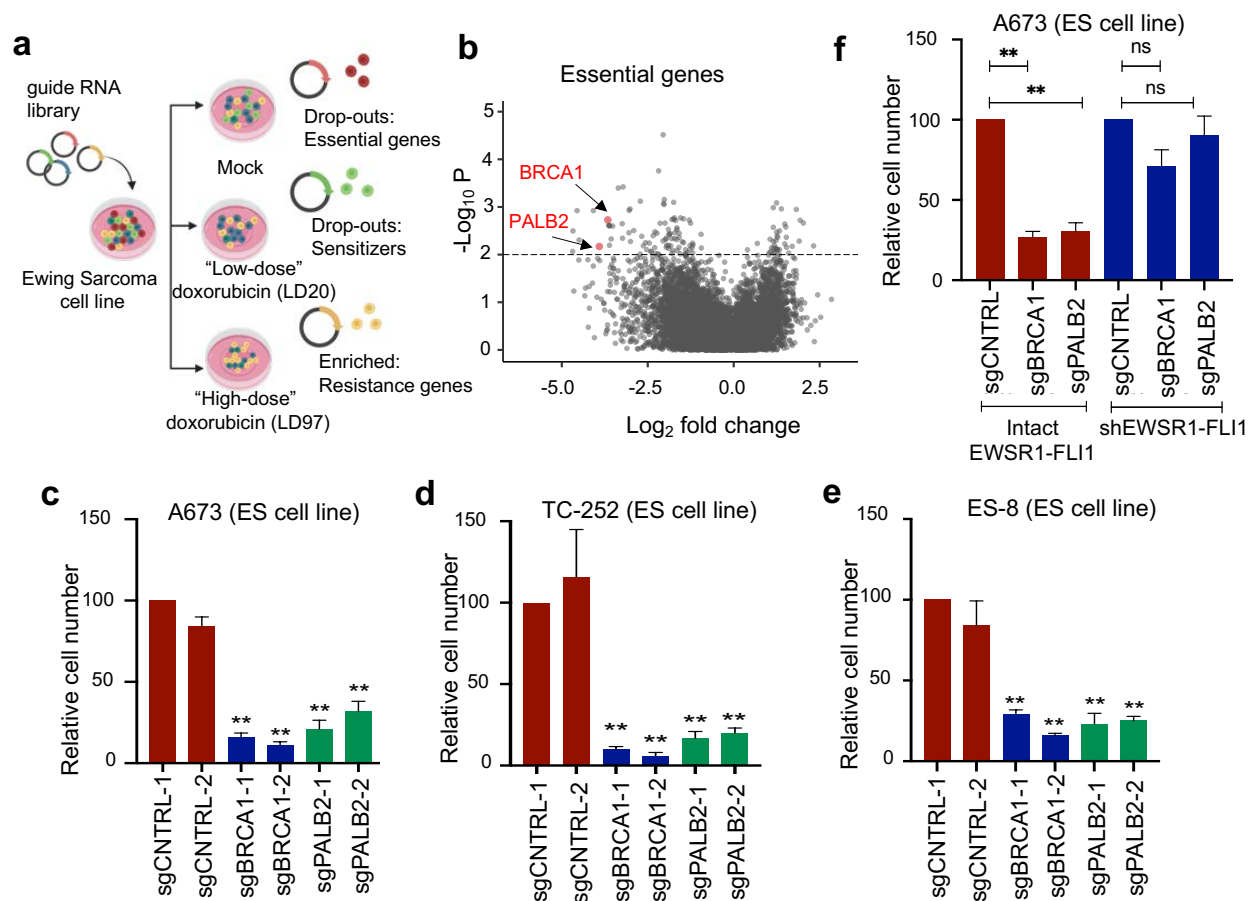 a
guide RNA
library
Ewing Sarcoma
cell line
Mock
Drop-outs:
Essential genes
"Low-dose"
doxorubicin (LD20)
Drop-outs:
Sensitizers
"High-dose"
doxorubicin (LD97)
Enriched:
Resistance genes
b
Essential genes
-Log10 P
5
4
3
2
1
0
BRCA1
PALB2
-5.0
-2.5
0.0
2.5
Log2 fold change
f
A673 (ES cell line)
Relative cell number
150
100
50
0
**
**
ns
ns
sgCNTRL
sgBRCA1
sgPALB2
sgCNTRL
sgBRCA1
sgPALB2
Intact
EWSR1-FLI1
shEWSR1-FLI1
c
A673 (ES cell line)
Relative cell number
150
100
50
0
**
**
**
**
sgCNTRL-1
sgCNTRL-2
sgBRCA1-1
sgBRCA1-2
sgPALB2-1
sgPALB2-2
d
TC-252 (ES cell line)
Relative cell number
150
100
50
0
**
**
**
**
sgCNTRL-1
sgCNTRL-2
sgBRCA1-1
sgBRCA1-2
sgPALB2-1
sgPALB2-2
e
ES-8 (ES cell line)
Relative cell number
150
100
50
0
**
**
**
**
sgCNTRL-1
sgCNTRL-2
sgBRCA1-1
sgBRCA1-2
sgPALB2-1
sgPALB2-2